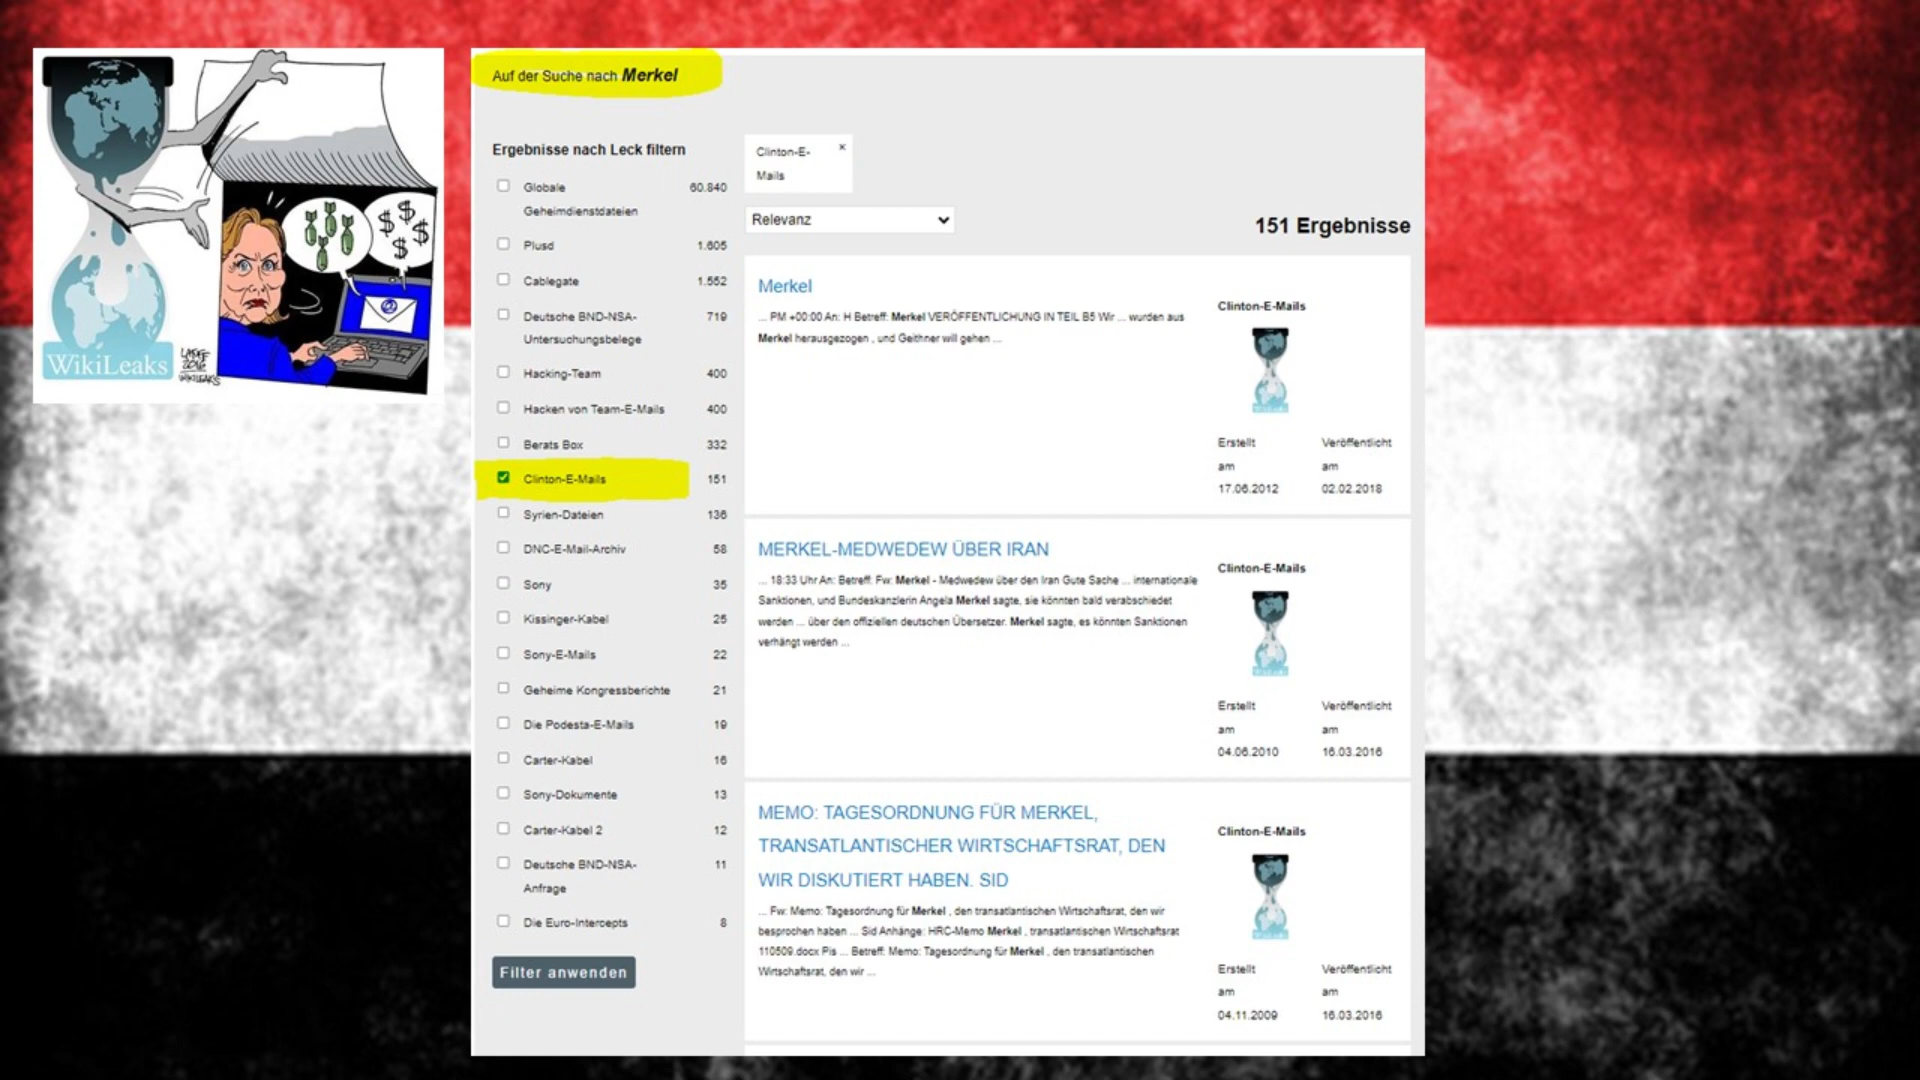 WikiLeaks
LATUFF
2016
WIKILEAKS
$ $ $ $
@
Auf der Suche nach Merkel
Ergebnisse nach Leck filtern
Globale 60.840
Geheimdienstdateien
Plusd 1.605
Cablegate 1.552
Deutsche BND-NSA- 719
Untersuchungsbelege
Hacking-Team 400
Hacken von Team-E-Mails 400
Berats Box 332
Clinton-E-Mails 151
Syrien-Dateien 136
DNC-E-Mail-Archiv 58
Sony 35
Kissinger-Kabel 25
Sony-E-Mails 22
Geheime Kongressberichte 21
Die Podesta-E-Mails 19
Carter-Kabel 16
Sony-Dokumente 13
Carter-Kabel 2 12
Deutsche BND-NSA- 11
Anfrage
Die Euro-Intercepts 8
Filter anwenden
Clinton-E- ×
Mails
Relevanz
151 Ergebnisse
Merkel
... PM +00:00 An: H Betreff: Merkel VERÖFFENTLICHUNG IN TEIL B5 Wir ... wurden aus
Merkel herausgezogen , und Geithner will gehen ...
Clinton-E-Mails
Erstellt Veröffentlicht
am am
17.06.2012 02.02.2018
MERKEL-MEDWEDEW ÜBER IRAN
... 18:33 Uhr An: Betreff: Fw: Merkel - Medwedew über den Iran Gute Sache ... internationale
Sanktionen, und Bundeskanzlerin Angela Merkel sagte, sie könnten bald verabschiedet
werden ... über den offiziellen deutschen Übersetzer. Merkel sagte, es könnten Sanktionen
verhängt werden ...
Clinton-E-Mails
Erstellt Veröffentlicht
am am
04.06.2010 16.03.2016
MEMO: TAGESORDNUNG FÜR MERKEL,
TRANSATLANTISCHER WIRTSCHAFTSRAT, DEN
WIR DISKUTIERT HABEN. SID
... Fw: Memo: Tagesordnung für Merkel , den transatlantischen Wirtschaftsrat, den wir
besprochen haben ... Sid Anhänge: HRC-Memo Merkel , transatlantischen Wirtschaftsrat
110509.docx Pls ... Betreff: Memo: Tagesordnung für Merkel , den transatlantischen
Wirtschaftsrat, den wir ...
Clinton-E-Mails
Erstellt Veröffentlicht
am am
04.11.2009 16.03.2016